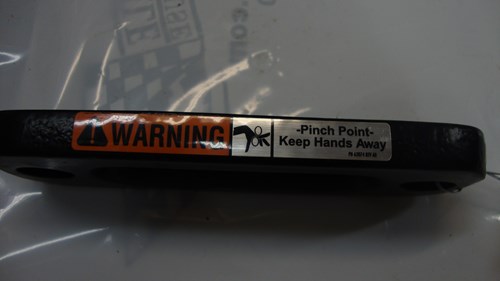 WARNING
-Pinch Point-
Keep Hands Away